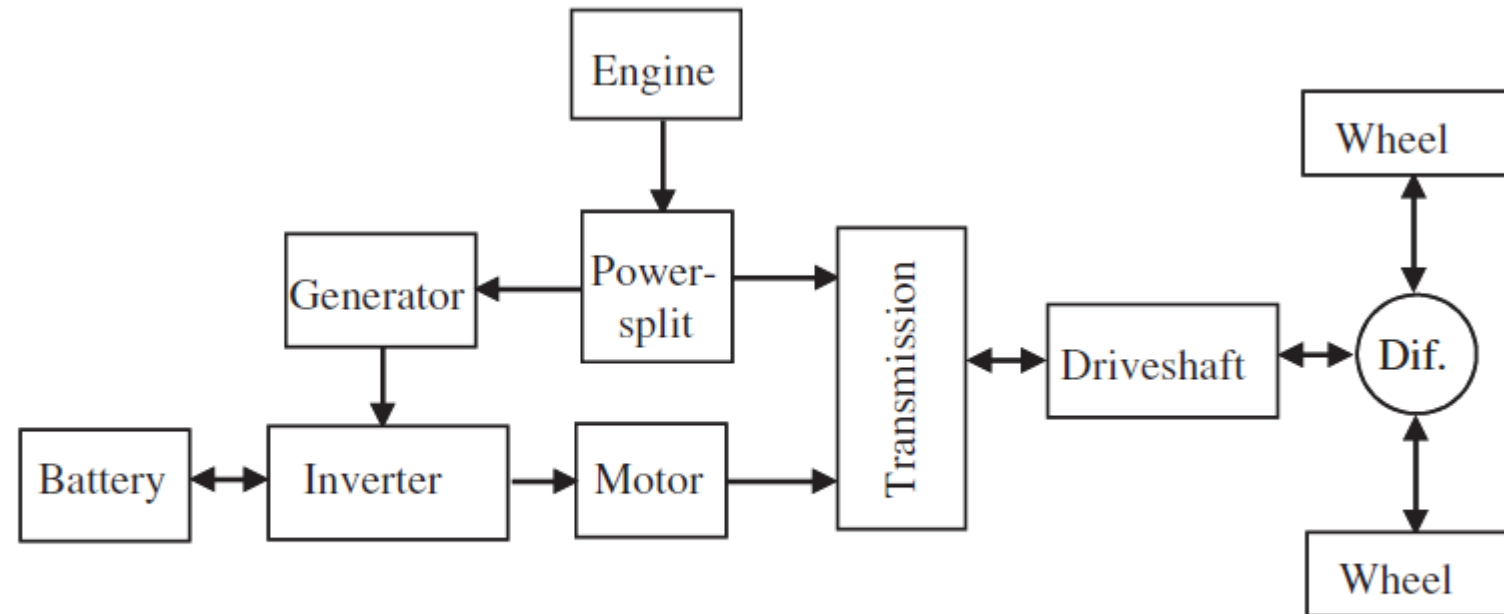 Engine
Wheel
Power-
split
Generator
Transmission
Driveshaft
Dif.
Battery
Inverter
Motor
Wheel